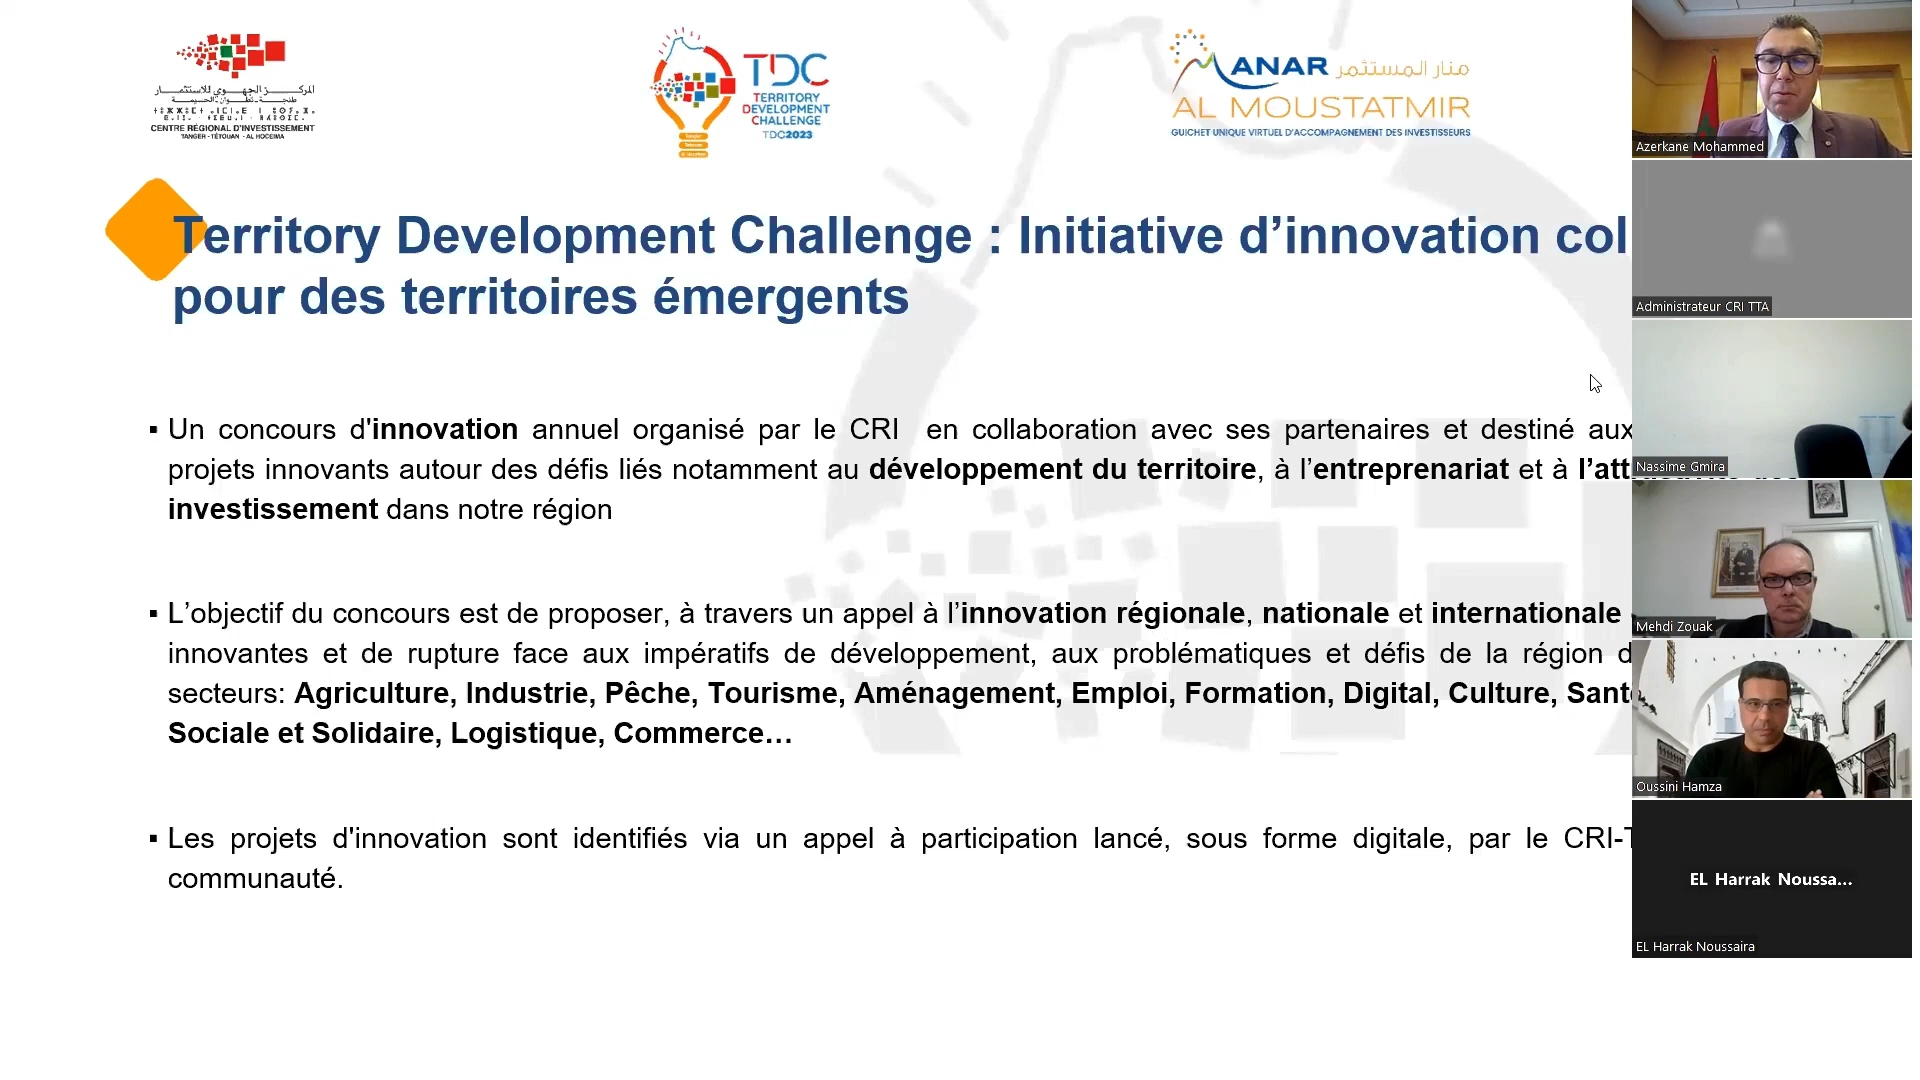 المركز الجهوي للاستثمار
طنجة - تطوان - الحسيمة
CENTRE RÉGIONAL D'INVESTISSEMENT
TANGER - TÉTOUAN - AL HOCEIMA
TDC
TERRITORY
DEVELOPMENT
CHALLENGE
TDC2023
MANAR منار المستثمر
AL MOUSTATMIR
GUICHET UNIQUE VIRTUEL D'ACCOMPAGNEMENT DES INVESTISSEURS
Territory Development Challenge : Initiative d’innovation col
pour des territoires émergents
▪ Un concours d'innovation annuel organisé par le CRI en collaboration avec ses partenaires et destiné aux
projets innovants autour des défis liés notamment au développement du territoire, à l’entreprenariat et à
investissement dans notre région
▪ L’objectif du concours est de proposer, à travers un appel à l’innovation régionale, nationale et internationale
innovantes et de rupture face aux impératifs de développement, aux problématiques et défis de la région
secteurs: Agriculture, Industrie, Pêche, Tourisme, Aménagement, Emploi, Formation, Digital, Culture,
Sociale et Solidaire, Logistique, Commerce…
▪ Les projets d'innovation sont identifiés via un appel à participation lancé, sous forme digitale, par le
communauté.
Azerkane Mohammed
Administrateur CRI TTA
Nassime Gmira
Mehdi Zouak
Oussini Hamza
EL Harrak Noussa...
EL Harrak Noussaira